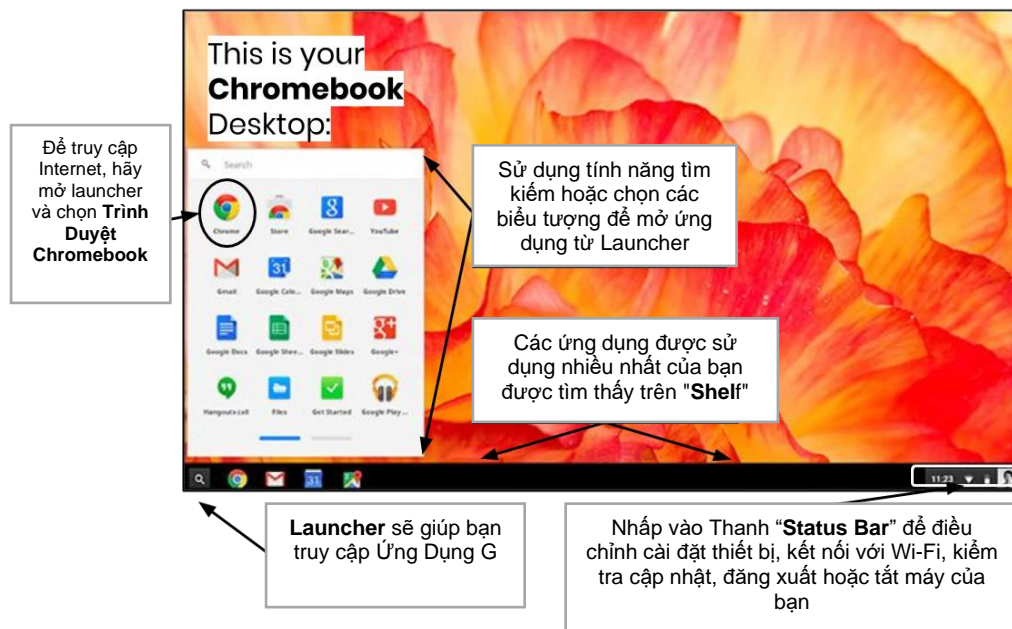 This is your
Chromebook
Desktop:
Để truy cập
Internet, hãy
mở launcher
và chọn Trình
Duyệt
Chromebook
Search
Chrome
Store
Google Sear...
YouTube
Gmail
Google Cale...
Google Maps
Google Drive
Google Docs
Google Shee...
Google Slides
Google+
Hangouts call
Files
Get Started
Google Play ...
Sử dụng tính năng tìm
kiếm hoặc chọn các
biểu tượng để mở ứng
dụng từ Launcher
Các ứng dụng được sử
dụng nhiều nhất của bạn
được tìm thấy trên "Shelf"
11:23
Launcher sẽ giúp bạn
truy cập Ứng Dụng G
Nhấp vào Thanh “Status Bar” để điều
chỉnh cài đặt thiết bị, kết nối với Wi-Fi, kiểm
tra cập nhật, đăng xuất hoặc tắt máy của
bạn